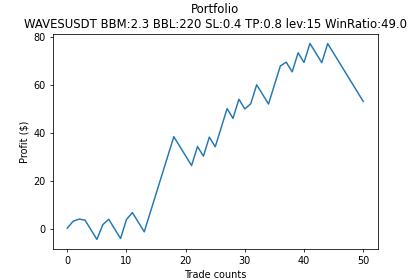 Portfolio
WAVESUSDT BBM:2.3 BBL:220 SL:0.4 TP:0.8 lev:15 WinRatio:49.0
80
60
40
20
0
Profit ($)
0 10 20 30 40 50
Trade counts